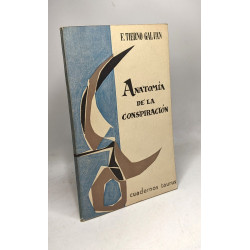 E. TIERNO GALVAN
ANATOMÍA
DE LA
CONSPIRACIÓN
cuadernos taurus